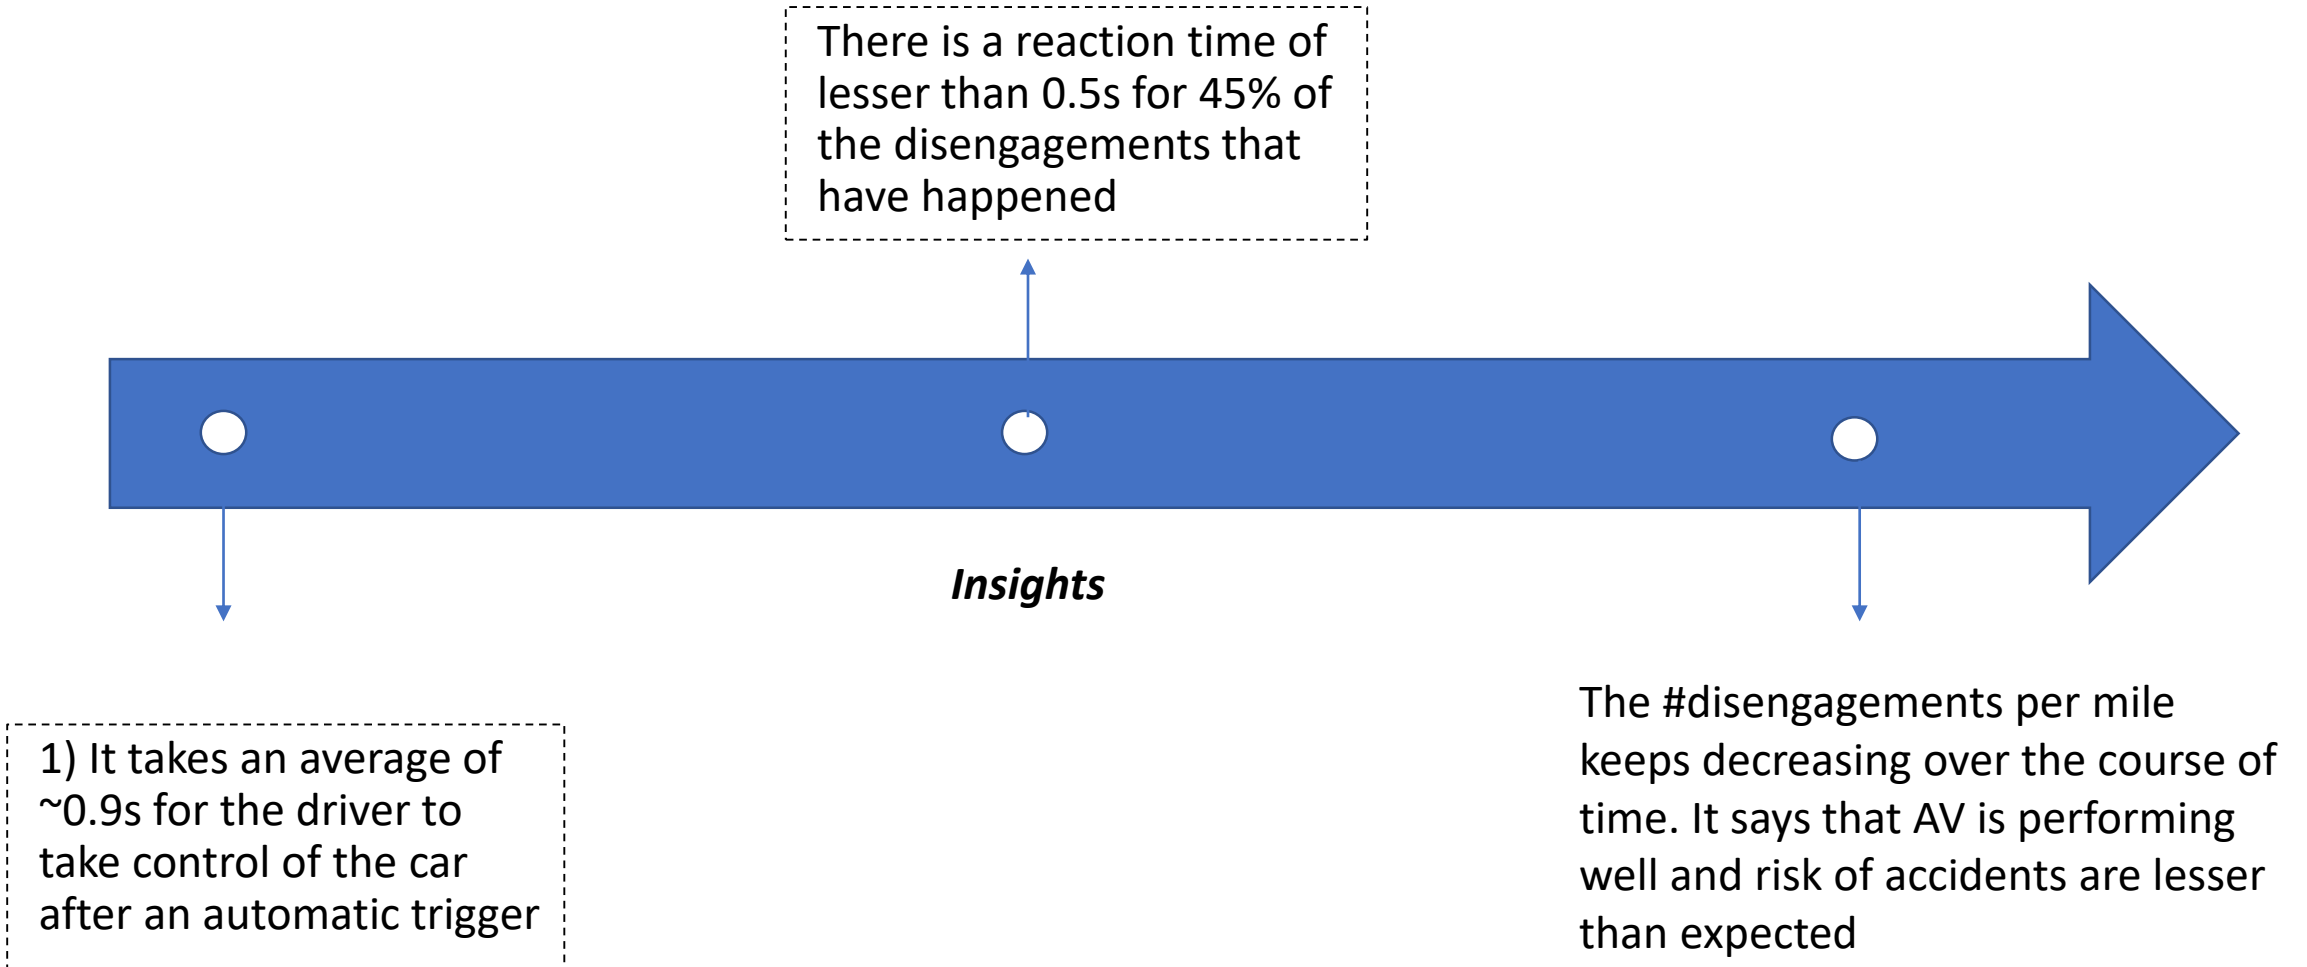 There is a reaction time of
lesser than 0.5s for 45% of
the disengagements that
have happened
Insights
1) It takes an average of
~0.9s for the driver to
take control of the car
after an automatic trigger
The #disengagements per mile
keeps decreasing over the course of
time. It says that AV is performing
well and risk of accidents are lesser
than expected